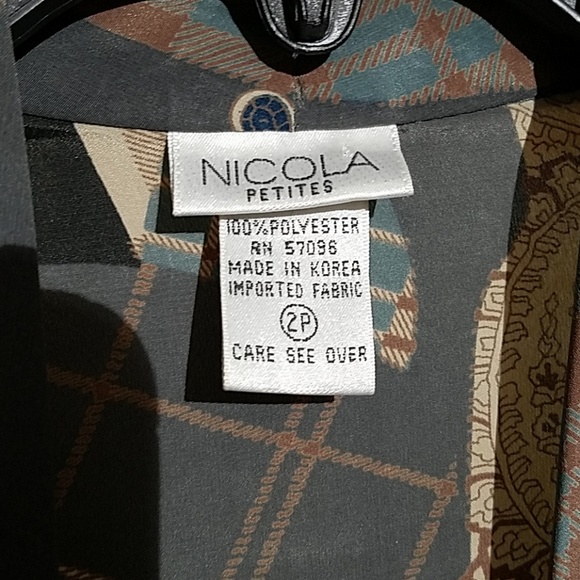 NICOLA
PETITES
100%POLYESTER
RN 57096
MADE IN KOREA
IMPORTED FABRIC
2P
CARE SEE OVER